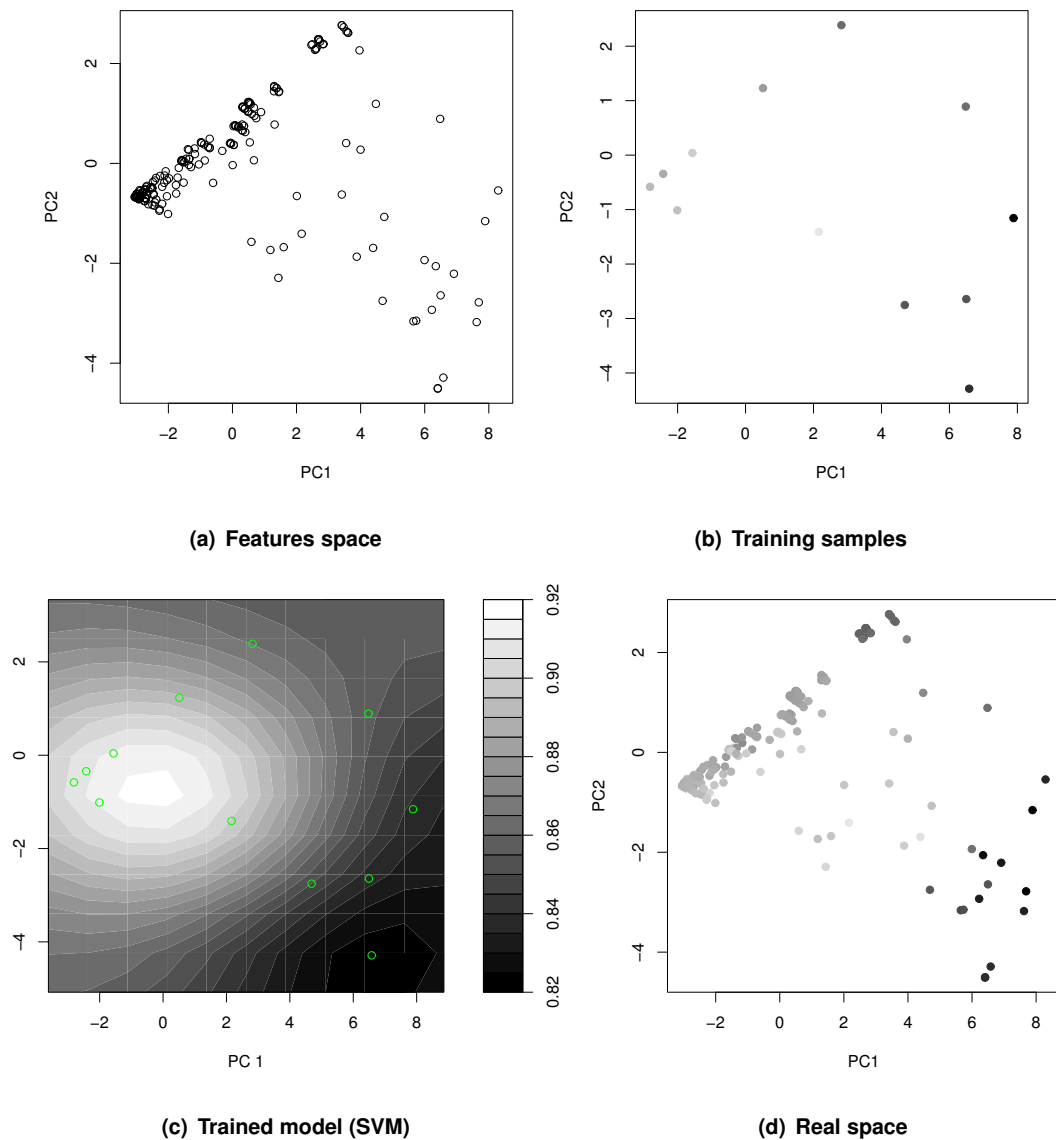 −4 −2 0 2
PC2
−2 0 2 4 6 8
PC1
(a) Features space
−4 −3 −2 −1 0 1 2
PC2
−2 0 2 4 6 8
PC1
(b) Training samples
−4 −2 0 2
−2 0 2 4 6 8
PC 1
0.82 0.84 0.86 0.88 0.90 0.92
(c) Trained model (SVM)
−4 −2 0 2
PC2
−2 0 2 4 6 8
PC1
(d) Real space